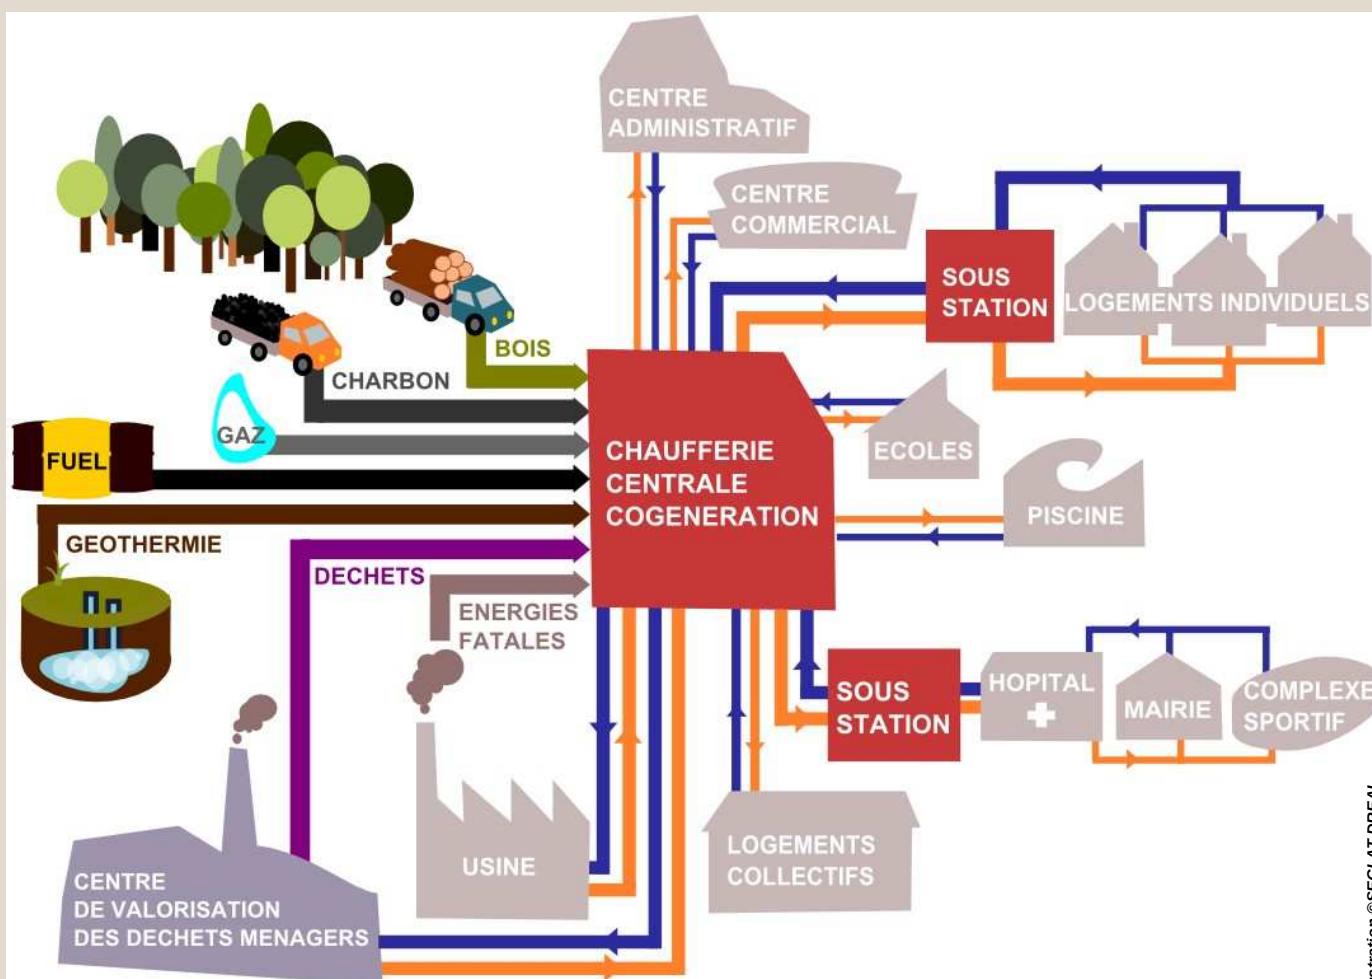 CENTRE
ADMINISTRATIF
CENTRE
COMMERCIAL
SOUS
STATION
LOGEMENTS INDIVIDUELS
BOIS
CHARBON
GAZ
FUEL
CHAUFFERIE
CENTRALE
COGENERATION
ECOLES
PISCINE
GEOTHERMIE
DECHETS
ENERGIES
FATALES
SOUS
STATION
HOPITAL
MAIRIE
COMPLEXE
SPORTIF
USINE
LOGEMENTS
COLLECTIFS
CENTRE
DE VALORISATION
DES DECHETS MENAGERS